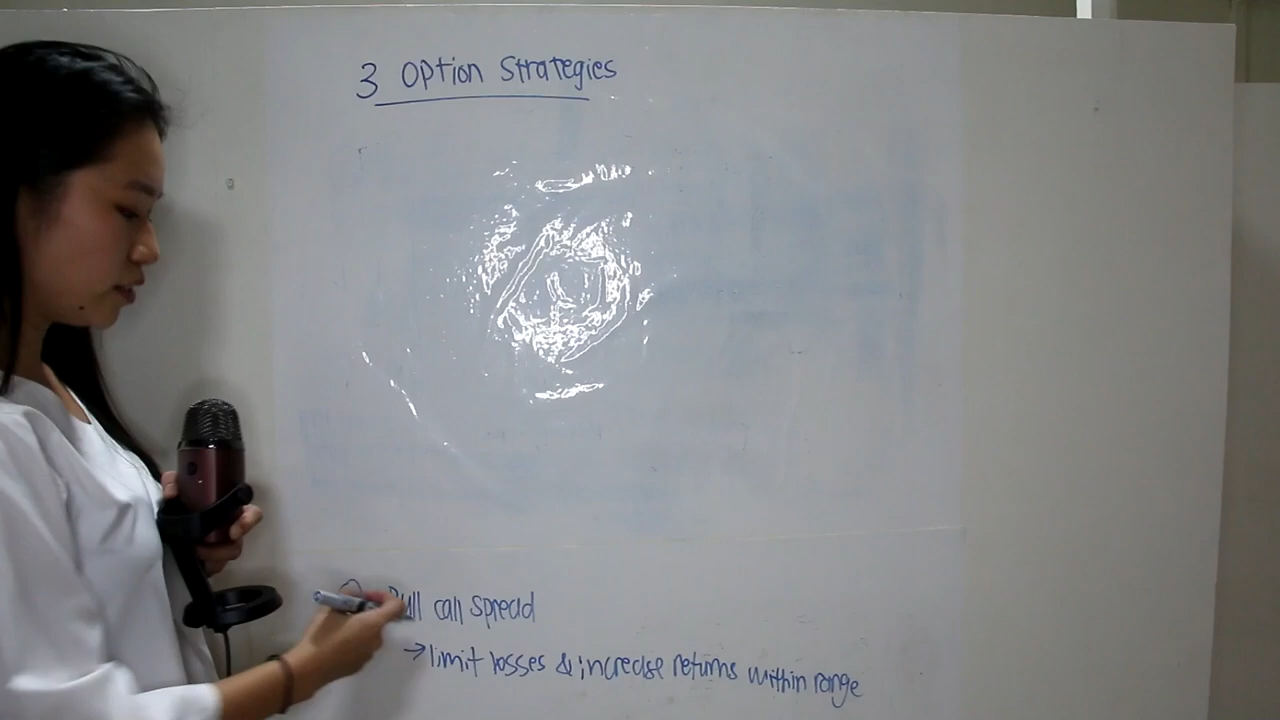 3 Option Strategies
Bull call spread
→ limit losses & increase returns within range